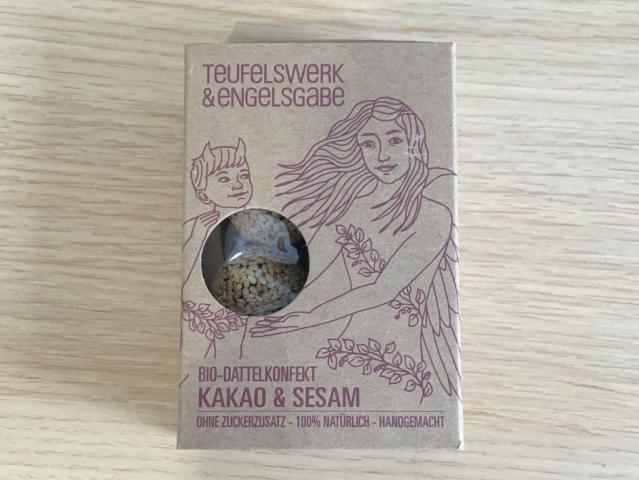 TEUFELSWERK
& ENGELSGABE
BIO-DATTELKONFEKT
KAKAO & SESAM
OHNE ZUCKERZUSATZ - 100% NATÜRLICH - HANDGEMACHT